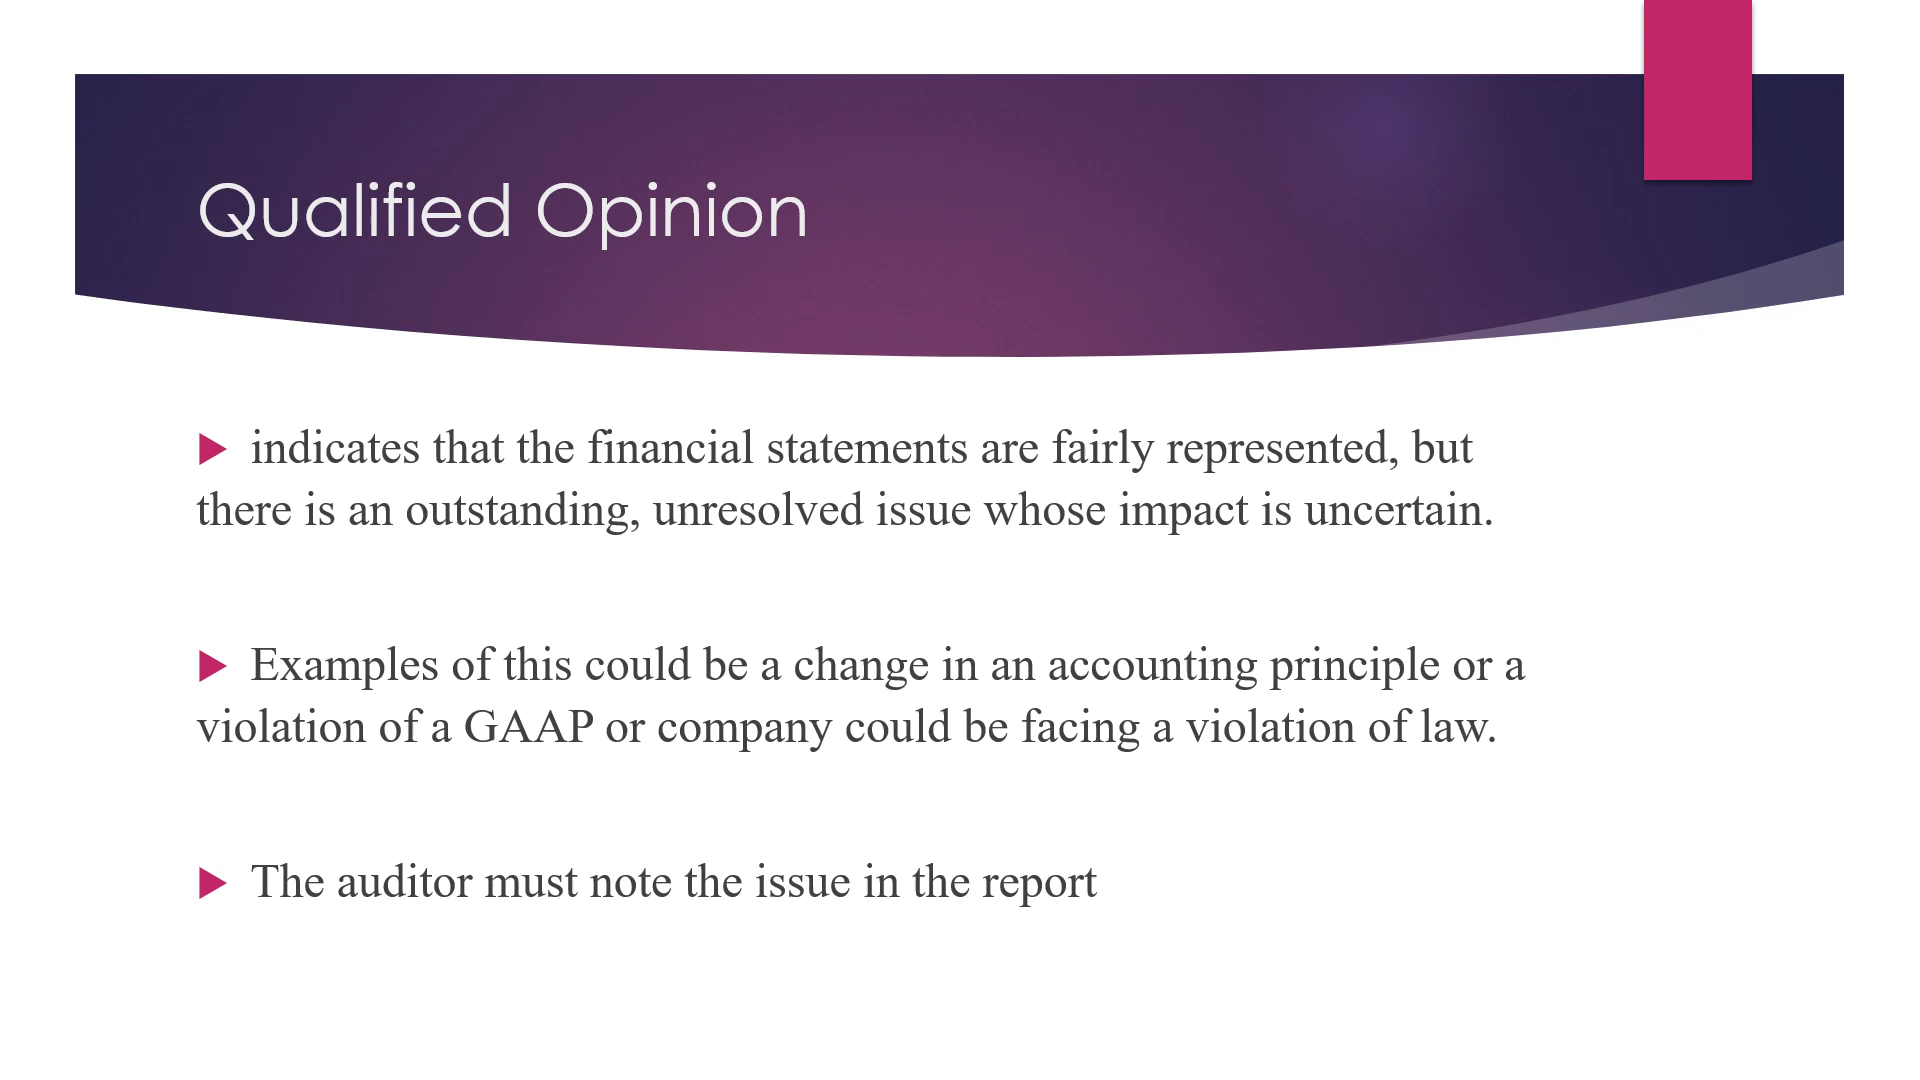 Qualified Opinion
indicates that the financial statements are fairly represented, but
there is an outstanding, unresolved issue whose impact is uncertain.
Examples of this could be a change in an accounting principle or a
violation of a GAAP or company could be facing a violation of law.
The auditor must note the issue in the report